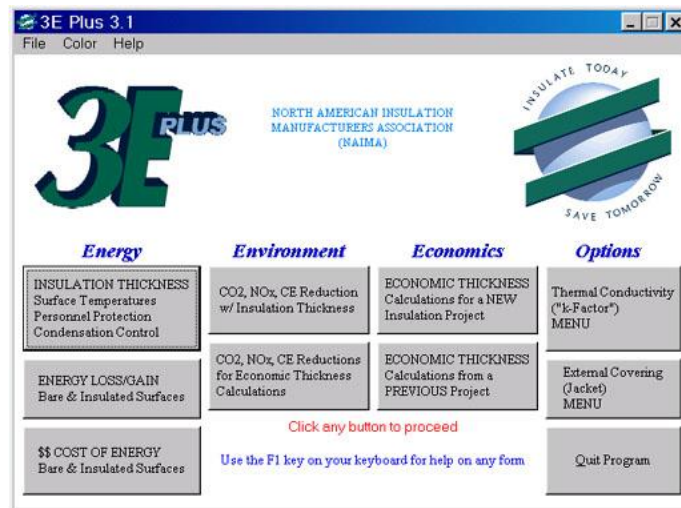 3E Plus 3.1
File Color Help
3E PLUS
NORTH AMERICAN INSULATION
MANUFACTURERS ASSOCIATION
(NAIMA)
INSULATE TODAY
SAVE TOMORROW
Energy
INSULATION THICKNESS
Surface Temperatures
Personnel Protection
Condensation Control
ENERGY LOSS/GAIN
Bare & Insulated Surfaces
$$ COST OF ENERGY
Bare & Insulated Surfaces
Environment
CO2, NOx, CE Reduction
w/ Insulation Thickness
CO2, NOx, CE Reductions
for Economic Thickness
Calculations
Economics
ECONOMIC THICKNESS
Calculations for a NEW
Insulation Project
ECONOMIC THICKNESS
Calculations from a
PREVIOUS Project
Options
Thermal Conductivity
("k-Factor")
MENU
External Covering
(Jacket)
MENU
Quit Program
Click any button to proceed
Use the F1 key on your keyboard for help on any form